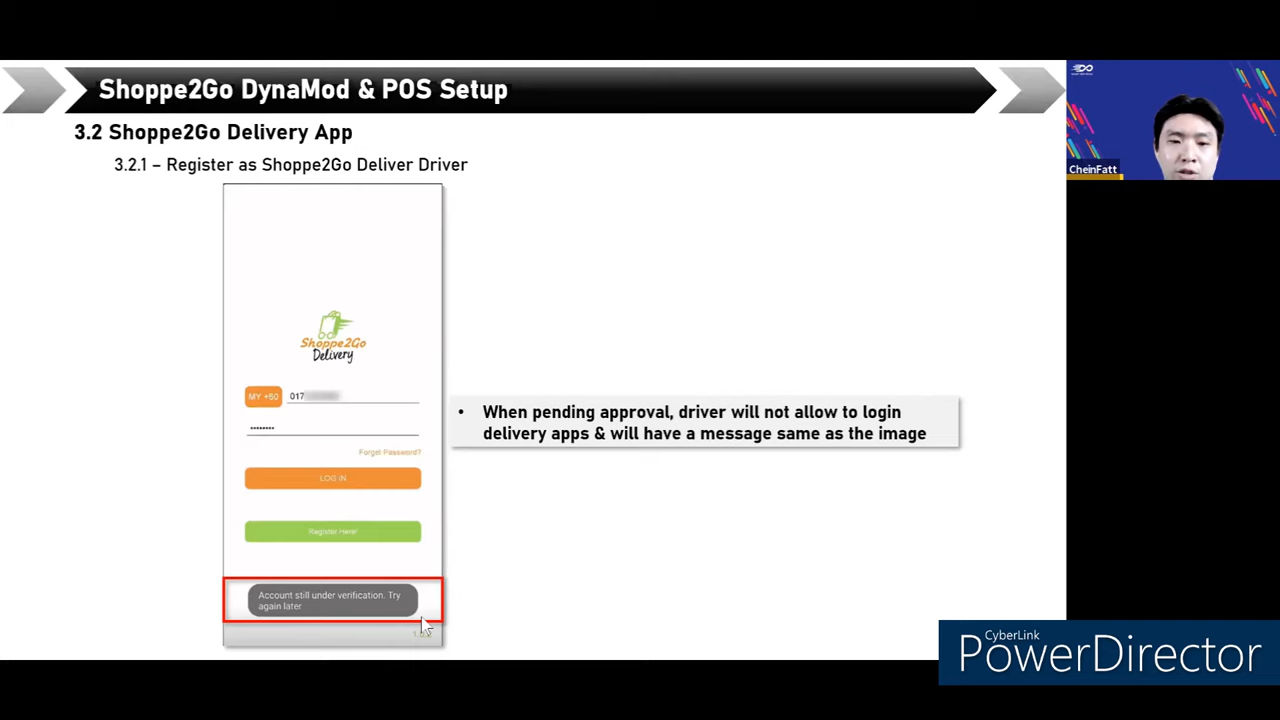 Shoppe2Go DynaMod & POS Setup
3.2 Shoppe2Go Delivery App
3.2.1 – Register as Shoppe2Go Deliver Driver
CheinFatt
Shoppe2Go
Delivery
MY +60
017
••••••••
Forget Password?
LOG IN
Register Here!
Account still under verification. Try
again later
• When pending approval, driver will not allow to login
delivery apps & will have a message same as the image
CyberLink
PowerDirector